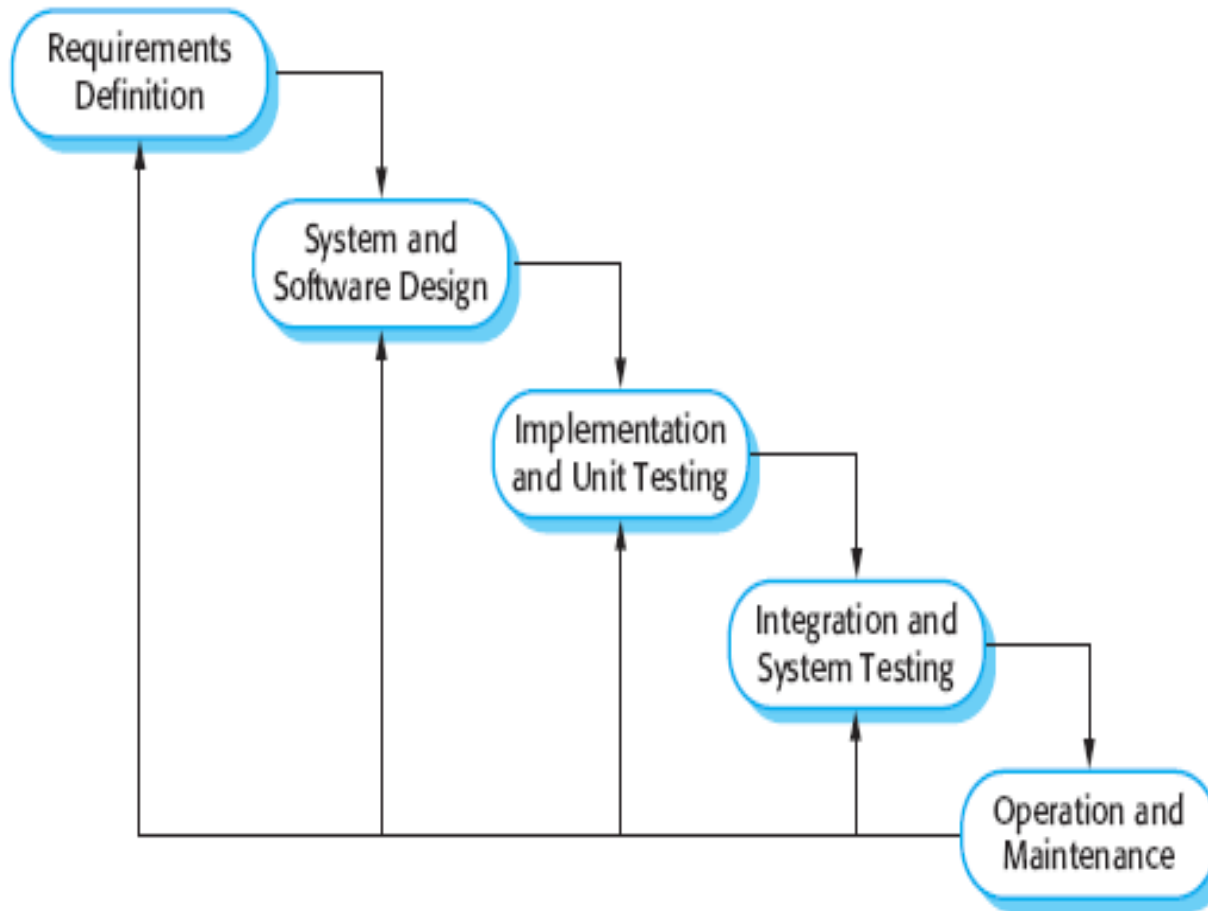 Requirements
Definition
System and
Software Design
Implementation
and Unit Testing
Integration and
System Testing
Operation and
Maintenance